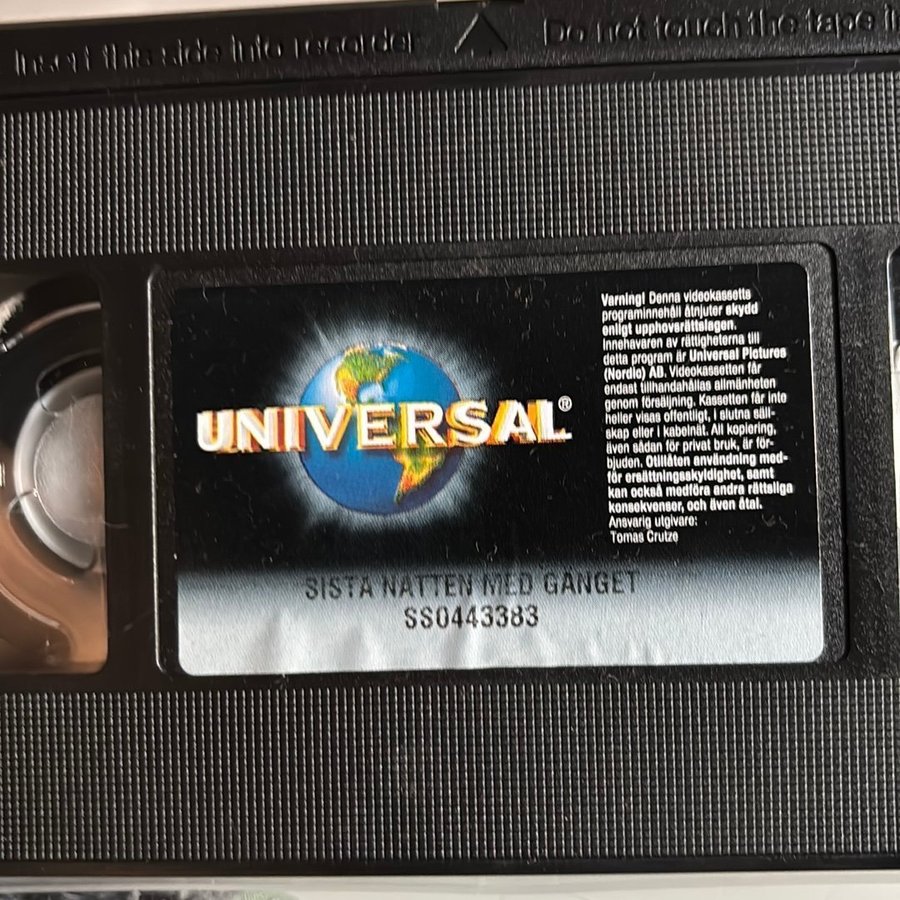 Insert this side into recorder
Do not touch the tape
UNIVERSAL®
Varning! Denna videokassetts
programinnehåll åtnjuter skydd
enligt upphovsrättslagen.
Innehavaren av rättigheterna till
detta program är Universal Pictures
(Nordic) AB. Videokassetten får
endast tillhandahållas allmänheten
genom försäljning. Kassetten får inte
heller visas offentligt, i slutna säll-
skap eller i kabelnät. All kopiering,
även sådan för privat bruk, är för-
bjuden. Otillåten användning med-
för ersättningsskyldighet, samt
kan också medföra andra rättsliga
konsekvenser, och även åtal.
Ansvarig utgivare:
Tomas Crutze
SISTA NATTEN MED GÄNGET
SS0443383